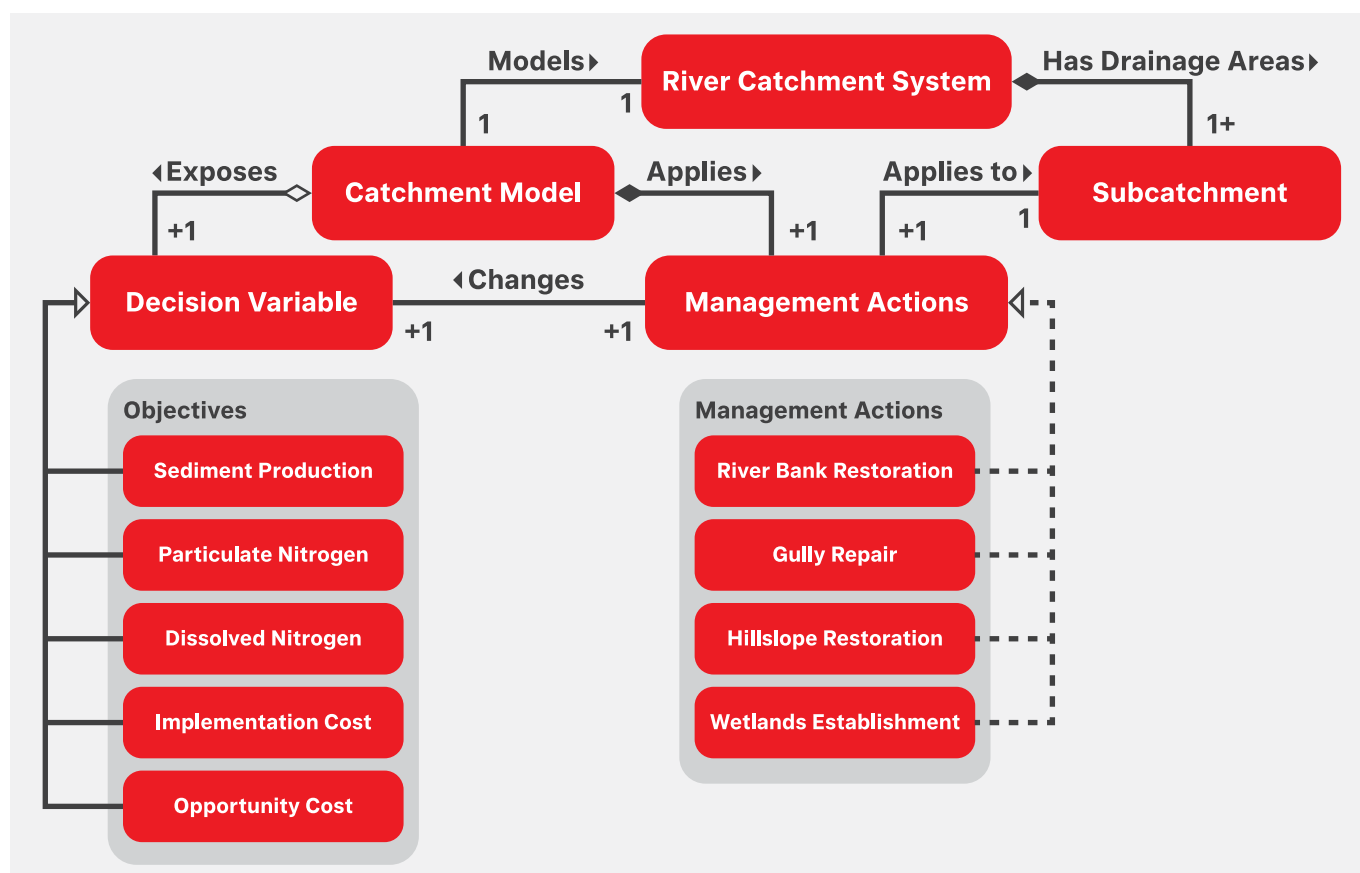 Models
River Catchment System
Has Drainage Areas
1
1
1+
Exposes
Catchment Model
Applies
Applies to
Subcatchment
+1
+1
+1
1
Decision Variable
Changes
Management Actions
+1
+1
Objectives
Sediment Production
Particulate Nitrogen
Dissolved Nitrogen
Implementation Cost
Opportunity Cost
Management Actions
River Bank Restoration
Gully Repair
Hillslope Restoration
Wetlands Establishment